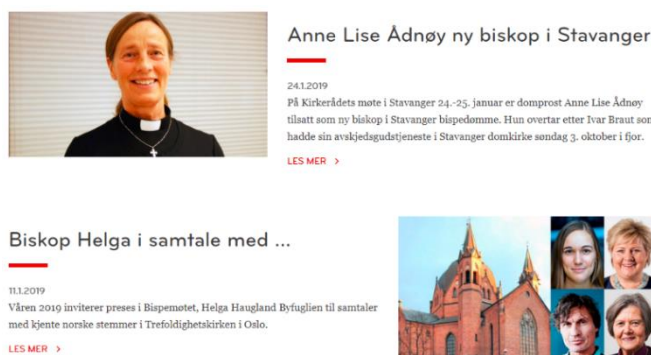 Anne Lise Ådnøy ny biskop i Stavanger
24.1.2019
På Kirkerådets møte i Stavanger 24.-25. januar er domprost Anne Lise Ådnøy
tilsatt som ny biskop i Stavanger bispedømme. Hun overtar etter Ivar Braut som
hadde sin avskjedsgudstjeneste i Stavanger domkirke søndag 3. oktober i fjor.
LES MER >
Biskop Helga i samtale med ...
11.1.2019
Våren 2019 inviterer preses i Bispemøtet, Helga Haugland Byfuglien til samtaler
med kjente norske stemmer i Trefoldighetskirken i Oslo.
LES MER >